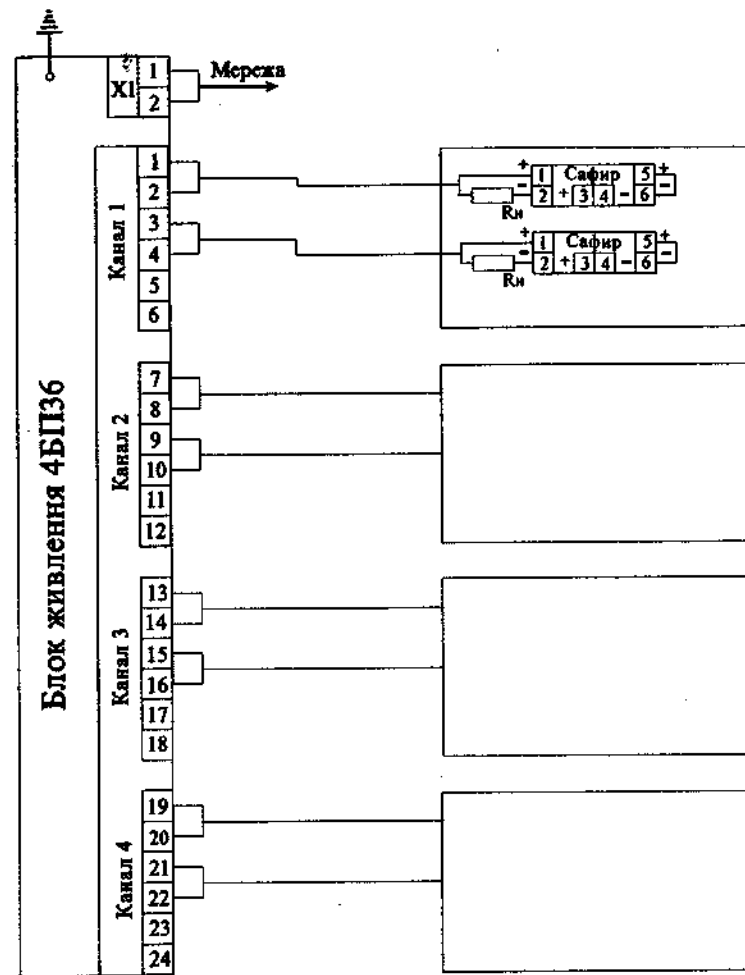 X1
1
2
Мережа
Блок живлення 4БП36
Канал 1
1
2
3
4
5
6
+ 1 Сафир 5 +
- 2 + 3 4 - 6 -
Rн
+ 1 Сафир 5 +
- 2 + 3 4 - 6 -
Rн
Канал 2
7
8
9
10
11
12
Канал 3
13
14
15
16
17
18
Канал 4
19
20
21
22
23
24